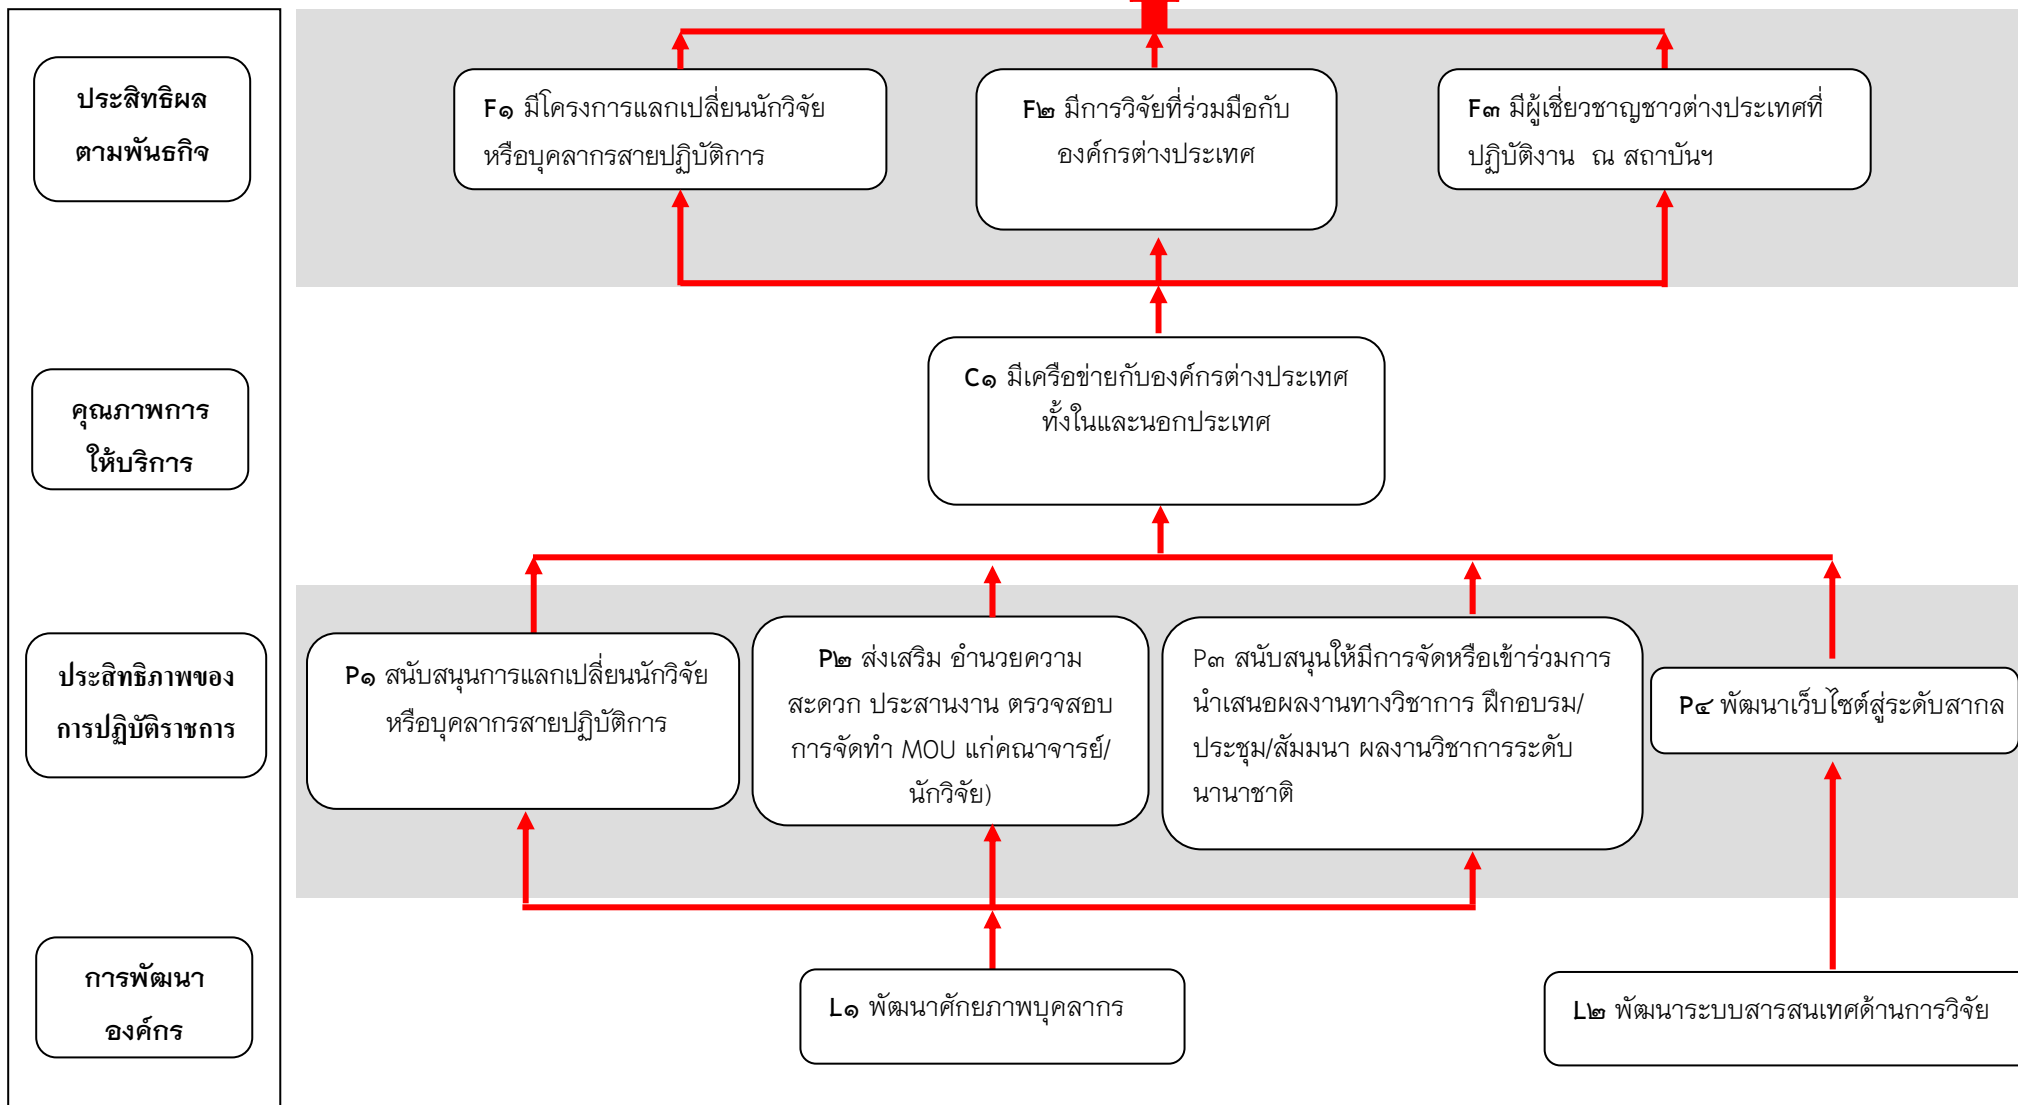 ประสิทธิผล
ตามพันธกิจ
F๑ มีโครงการแลกเปลี่ยนนักวิจัย
หรือบุคลากรสายปฏิบัติการ
F๒ มีการวิจัยที่ร่วมมือกับ
องค์กรต่างประเทศ
F๓ มีผู้เชี่ยวชาญชาวต่างประเทศที่
ปฏิบัติงาน ณ สถาบันฯ
คุณภาพการ
ให้บริการ
C๑ มีเครือข่ายกับองค์กรต่างประเทศ
ทั้งในและนอกประเทศ
ประสิทธิภาพของ
การปฏิบัติราชการ
P๑ สนับสนุนการแลกเปลี่ยนนักวิจัย
หรือบุคลากรสายปฏิบัติการ
P๒ ส่งเสริม อำนวยความ
สะดวก ประสานงาน ตรวจสอบ
การจัดทำ MOU แก่คณาจารย์/
นักวิจัย)
P๓ สนับสนุนให้มีการจัดหรือเข้าร่วมการ
นำเสนอผลงานทางวิชาการ ฝึกอบรม/
ประชุม/สัมมนา ผลงานวิชาการระดับ
นานาชาติ
P๔ พัฒนาเว็บไซต์สู่ระดับสากล
การพัฒนา
องค์กร
L๑ พัฒนาศักยภาพบุคลากร
L๒ พัฒนาระบบสารสนเทศด้านการวิจัย